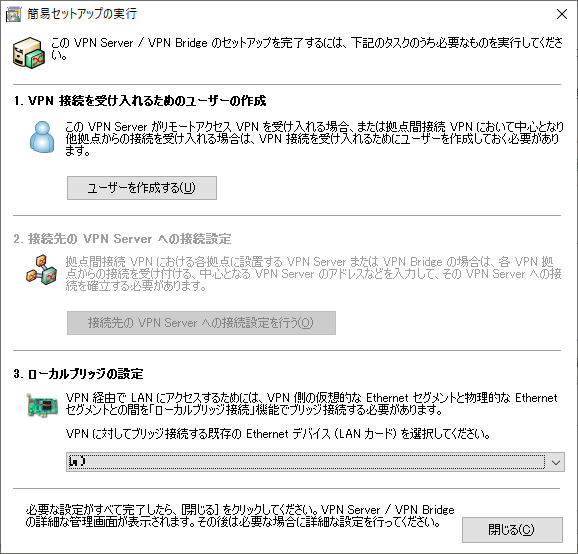 簡易セットアップの実行
この VPN Server / VPN Bridge のセットアップを完了するには、下記のタスクのうち必要なものを実行してくださ
い。
1. VPN 接続を受け入れるためのユーザーの作成
この VPN Server がリモートアクセス VPN を受け入れる場合、または拠点間接続 VPN において中心となり
他拠点からの接続を受け入れる場合は、VPN 接続を受け入れるためにユーザーを作成しておく必要があり
ます。
ユーザーを作成する(U)
2. 接続先の VPN Server への接続設定
拠点間接続 VPN における各拠点に設置する VPN Server または VPN Bridge の場合は、各 VPN 拠
点からの接続を受け付ける、中心となる VPN Server のアドレスなどを入力して、その VPN Server への接
続を確立する必要があります。
接続先の VPN Server への接続設定を行う(O)
3. ローカルブリッジの設定
VPN 経由で LAN にアクセスするためには、VPN 側の仮想的な Ethernet セグメントと物理的な Ethernet
セグメントとの間を「ローカルブリッジ接続」機能でブリッジ接続する必要があります。
VPN に対してブリッジ接続する既存の Ethernet デバイス (LAN カード) を選択してください。
必要な設定がすべて完了したら、[閉じる] をクリックしてください。VPN Server / VPN Bridge
の詳細な管理画面が表示されます。その後は必要な場合に詳細な設定を行ってください。
閉じる(C)